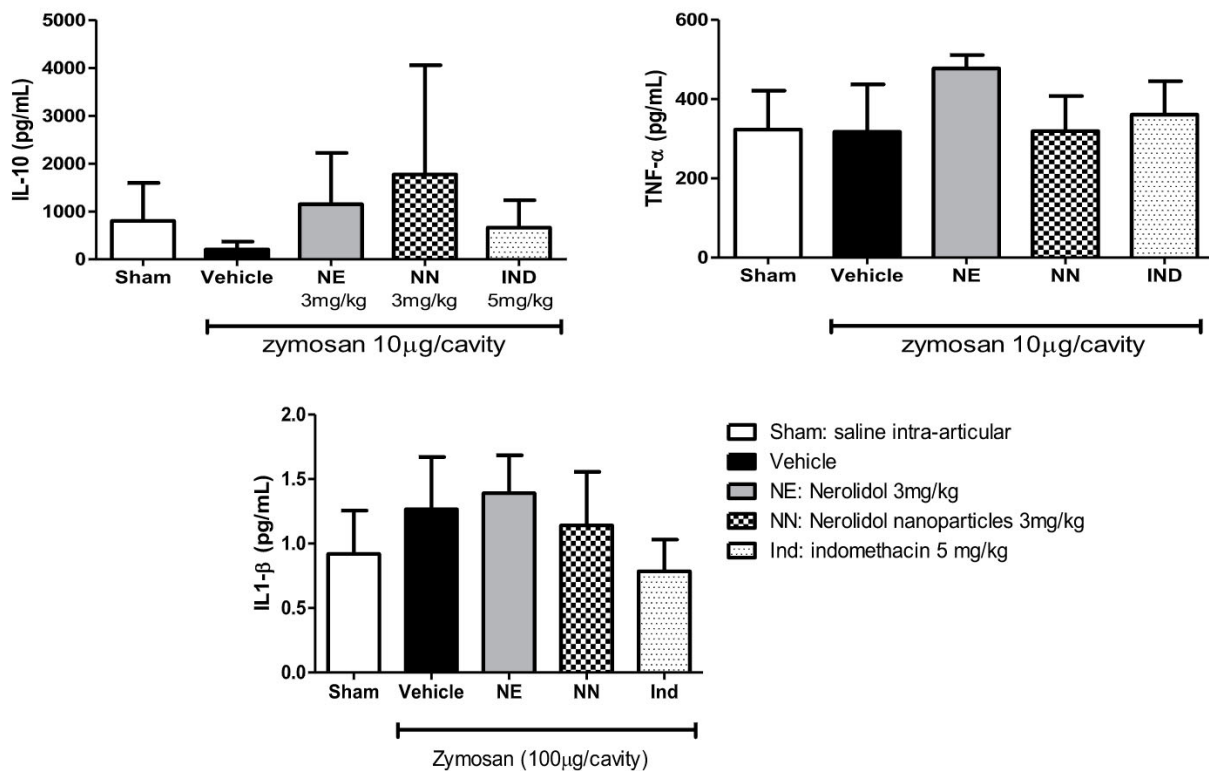 IL-10 (pg/mL)
5000
4000
3000
2000
1000
0
Sham Vehicle NE NN IND
3mg/kg 3mg/kg 5mg/kg
zymosan 10μg/cavity
TNF-α (pg/mL)
600
400
200
0
Sham Vehicle NE NN IND
zymosan 10μg/cavity
IL1-β (pg/mL)
2.0
1.5
1.0
0.5
0.0
Sham Vehicle NE NN Ind
Zymosan (100μg/cavity)
Sham: saline intra-articular
Vehicle
NE: Nerolidol 3mg/kg
NN: Nerolidol nanoparticles 3mg/kg
Ind: indomethacin 5 mg/kg